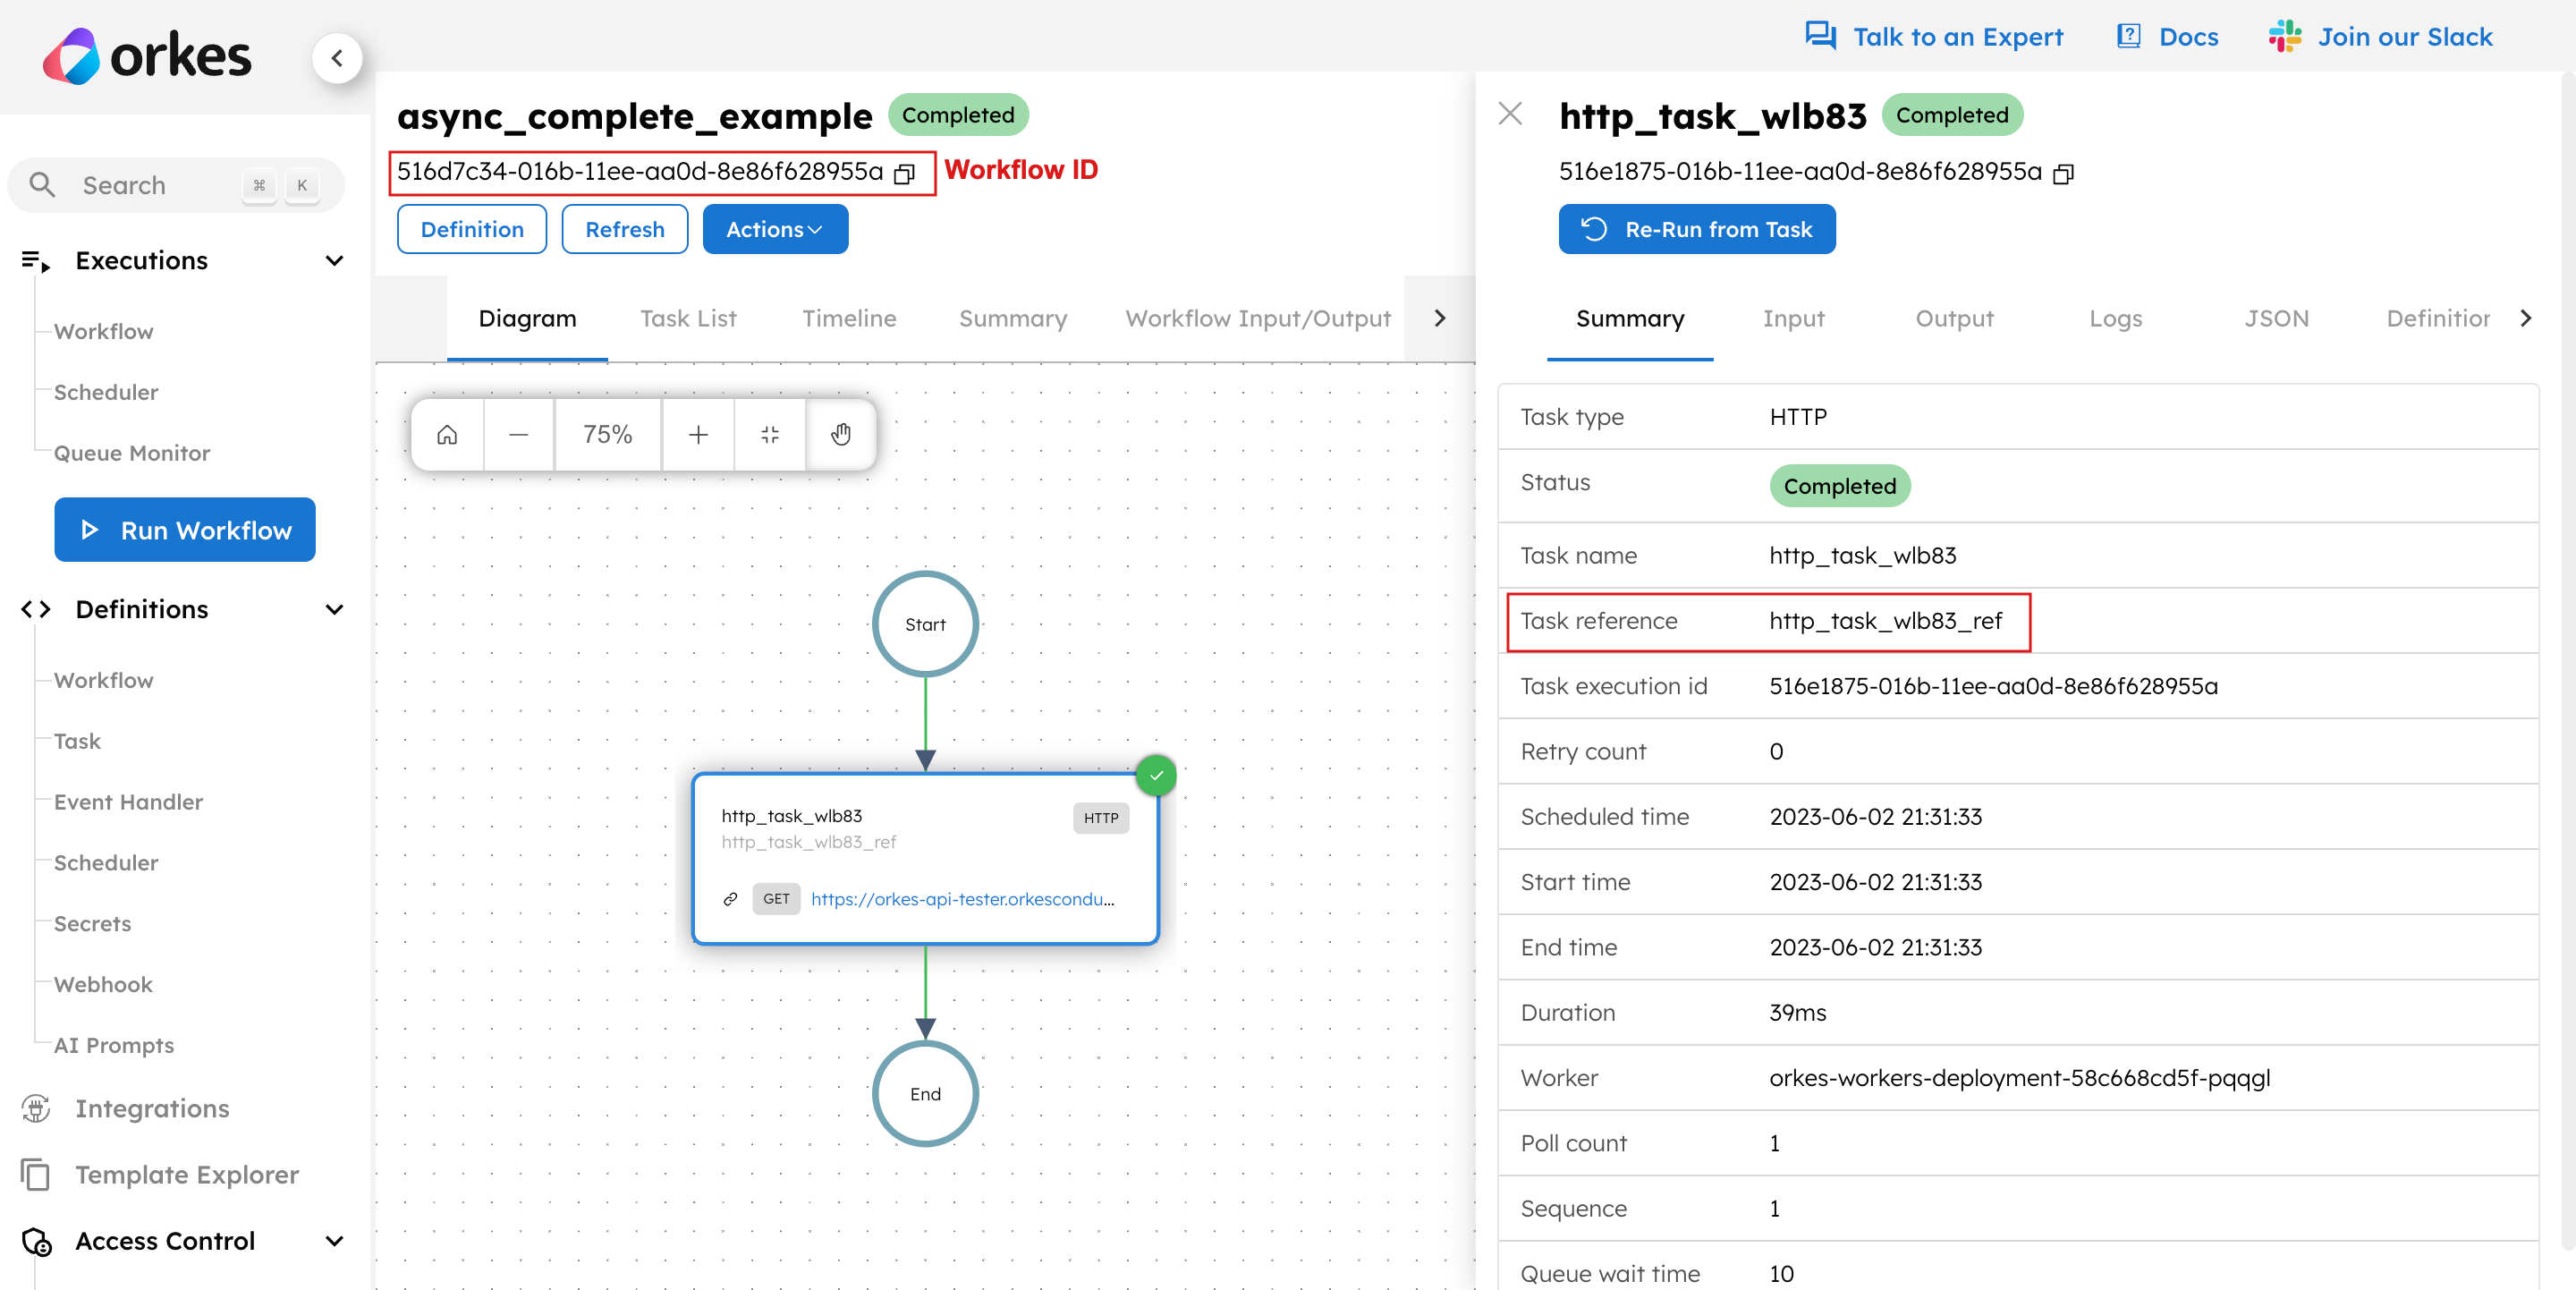 orkes
Talk to an Expert
Docs
Join our Slack
Search
⌘
K
Executions
Workflow
Scheduler
Queue Monitor
Run Workflow
Definitions
Workflow
Task
Event Handler
Scheduler
Secrets
Webhook
AI Prompts
Integrations
Template Explorer
Access Control
async_complete_example
Completed
516d7c34-016b-11ee-aa0d-8e86f628955a
Workflow ID
Definition
Refresh
Actions
Diagram
Task List
Timeline
Summary
Workflow Input/Output
75%
Start
http_task_wlb83
HTTP
http_task_wlb83_ref
GET
https://orkes-api-tester.orkescondu...
End
http_task_wlb83
Completed
516e1875-016b-11ee-aa0d-8e86f628955a
Re-Run from Task
Summary
Input
Output
Logs
JSON
Definition
Task type HTTP
Status Completed
Task name http_task_wlb83
Task reference http_task_wlb83_ref
Task execution id 516e1875-016b-11ee-aa0d-8e86f628955a
Retry count 0
Scheduled time 2023-06-02 21:31:33
Start time 2023-06-02 21:31:33
End time 2023-06-02 21:31:33
Duration 39ms
Worker orkes-workers-deployment-58c668cd5f-pqqgl
Poll count 1
Sequence 1
Queue wait time 10